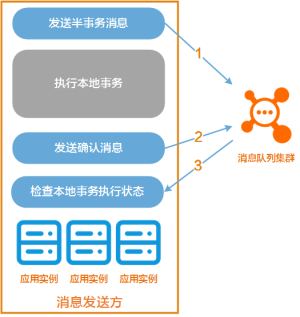 发送半事务消息
1
执行本地事务
发送确认消息
2
3
消息队列集群
检查本地事务执行状态
应用实例 应用实例 应用实例
消息发送方